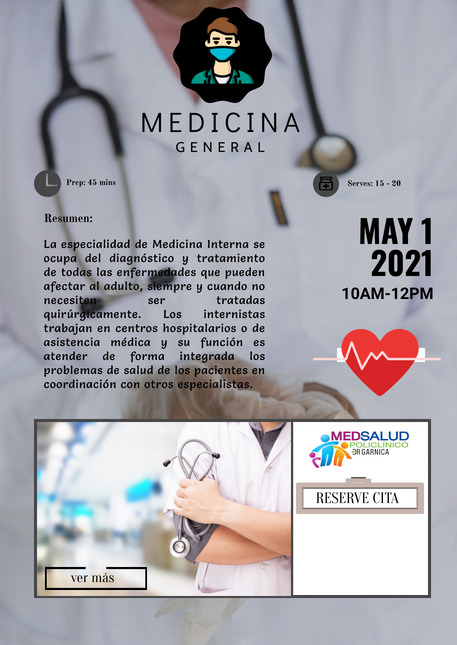 MEDICINA
GENERAL
Prep: 45 mins
Serves: 15 - 20
Resumen:
La especialidad de Medicina Interna se
ocupa del diagnóstico y tratamiento
de todas las enfermedades que pueden
afectar al adulto, siempre y cuando no
necesiten ser tratadas
quirúrgicamente. Los internistas
trabajan en centros hospitalarios o de
asistencia médica y su función es
atender de forma integrada los
problemas de salud de los pacientes en
coordinación con otros especialistas.
MAY 1
2021
10AM-12PM
MEDSALUD
POLICLINICO
DR GARNICA
RESERVE CITA
ver más